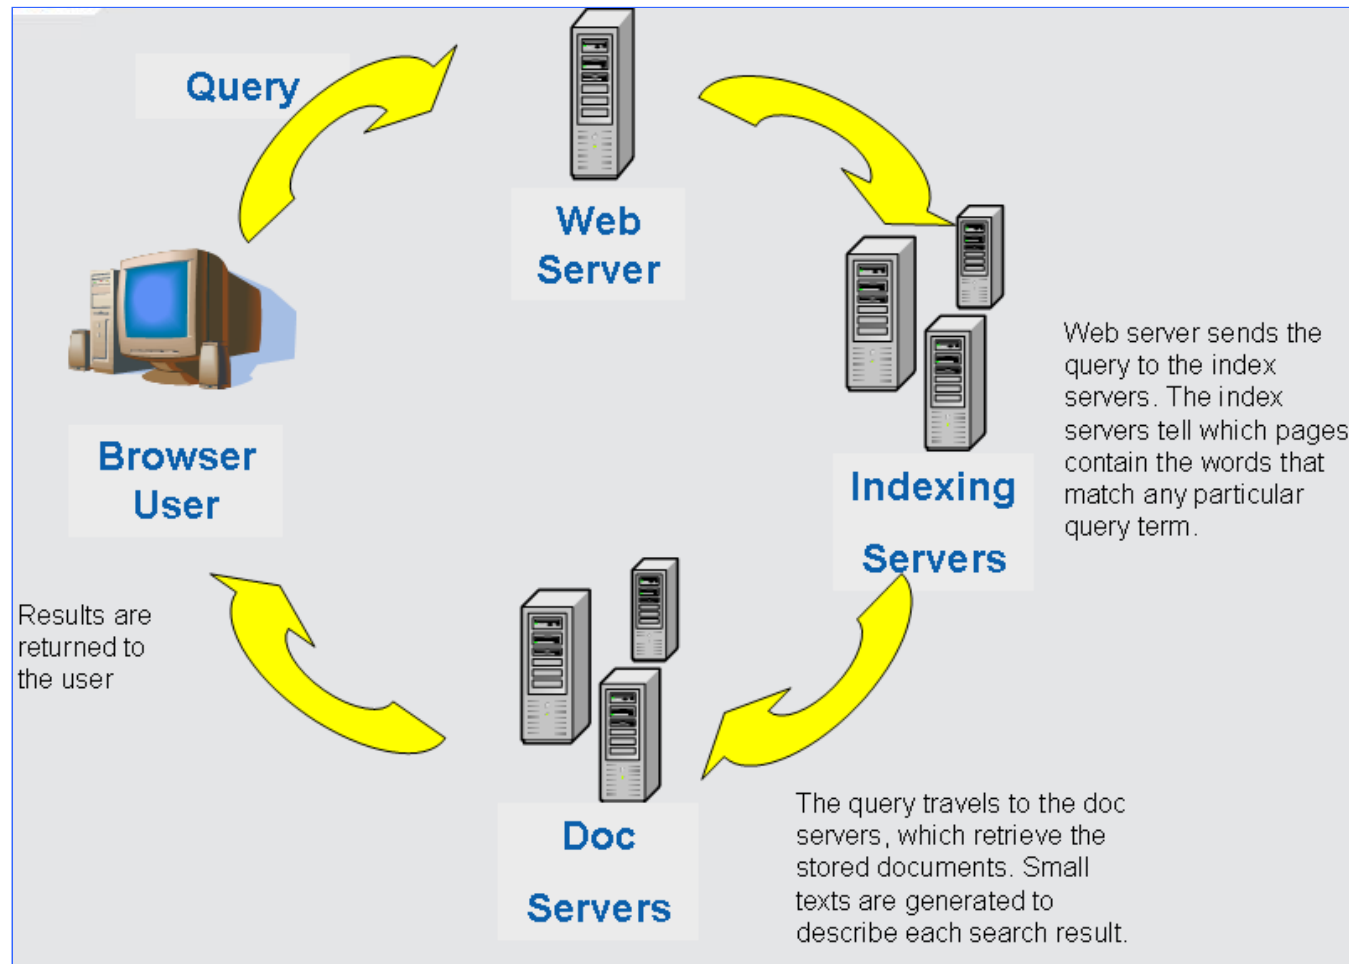 Query
Web
Server
Web server sends the
query to the index
servers. The index
servers tell which pages
contain the words that
match any particular
query term.
Indexing
Servers
Browser
User
Results are
returned to
the user
Doc
Servers
The query travels to the doc
servers, which retrieve the
stored documents. Small
texts are generated to
describe each search result.